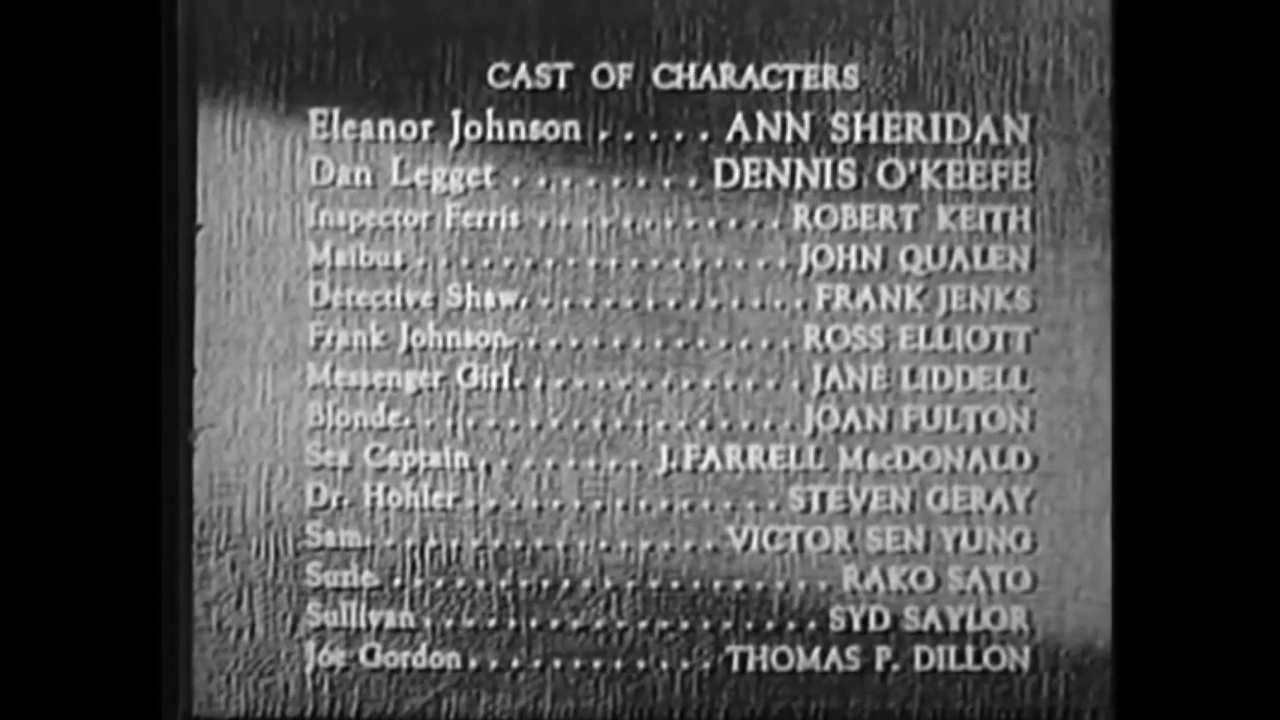 CAST OF CHARACTERS
Eleanor Johnson ..... ANN SHERIDAN
Dan Legget ........ DENNIS O'KEEFE
Inspector Ferris ............ ROBERT KEITH
Maibus .................. JOHN QUALEN
Detective Shaw.............. FRANK JENKS
Frank Johnson.............. ROSS ELLIOTT
Messenger Girl.............. JANE LIDDELL
Blonde................... JOAN FULTON
Sea Captain........ J. FARRELL MacDONALD
Dr. Hohler............... STEVEN GERAY
Sam................. VICTOR SEN YUNG
Suzie..................... RAKO SATO
Sullivan................... SYD SAYLOR
Joe Gordon............ THOMAS P. DILLON